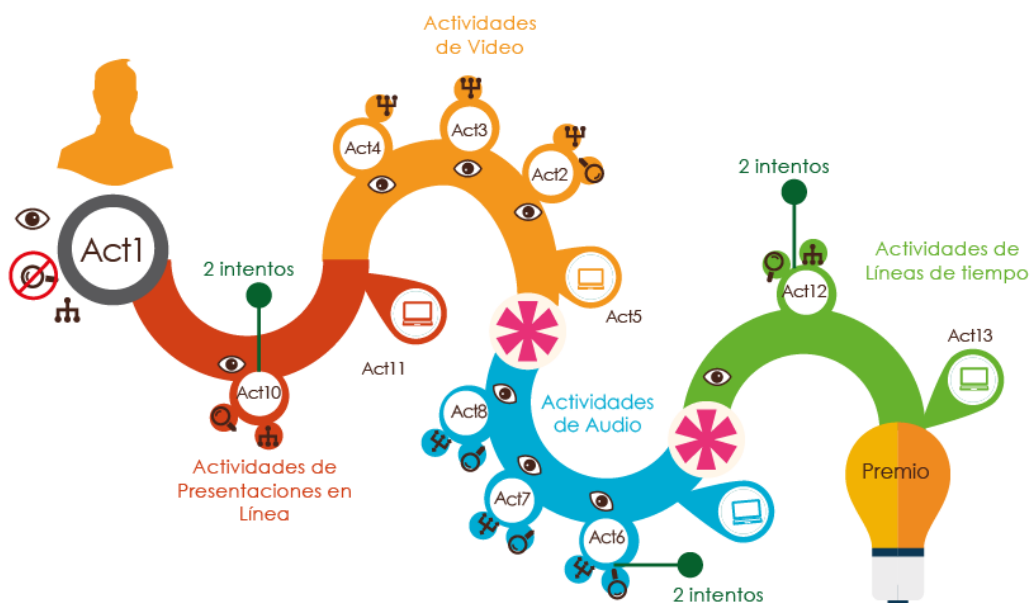 Actividades
de Video
Act4
Act3
Act2
2 intentos
Act1
2 intentos
Actividades de
Líneas de tiempo
Act12
Act5
Act13
Act11
Act10
Act8
Actividades
de Audio
Actividades de
Presentaciones en
Línea
Premio
Act7
Act6
2 intentos